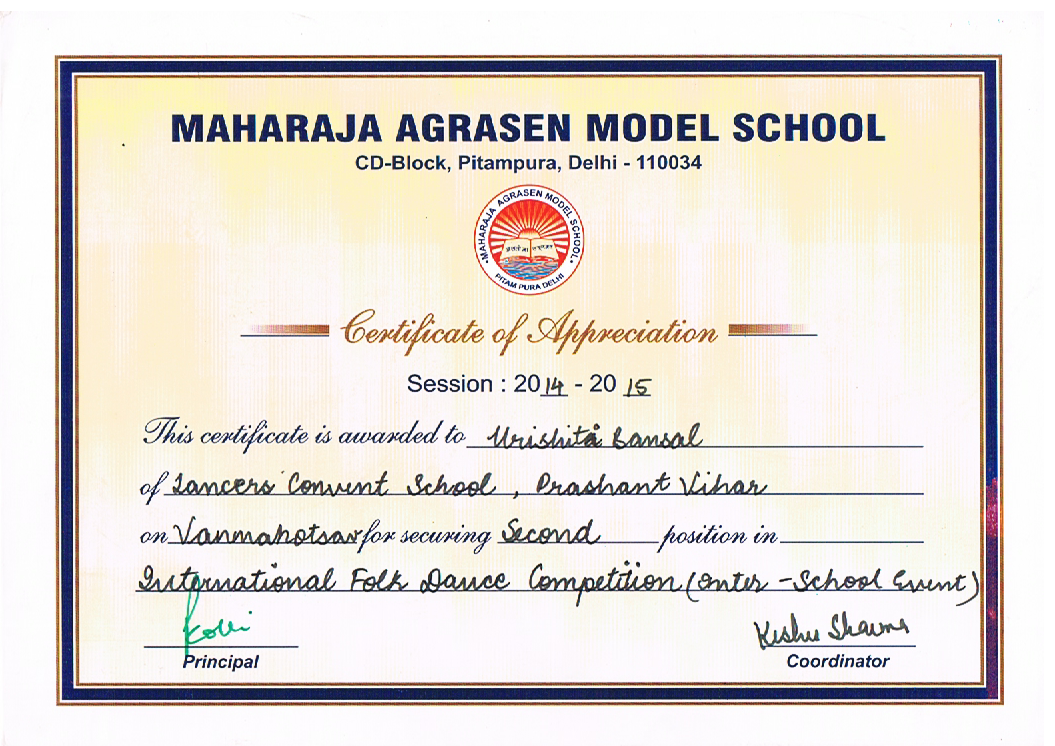 MAHARAJA AGRASEN MODEL SCHOOL
CD-Block, Pitampura, Delhi - 110034
MAHARAJA AGRASEN MODEL SCHOOL
PITAM PURA DELHI
Certificate of Appreciation
Session : 2014 - 2015
This certificate is awarded to Urishita Bansal
of Lancers Convent School , Prashant Vihar
on Vanmahotsav for securing Second position in
International Folk Dance Competition (Inter - School Event)
Principal
Kishu Sharma
Coordinator